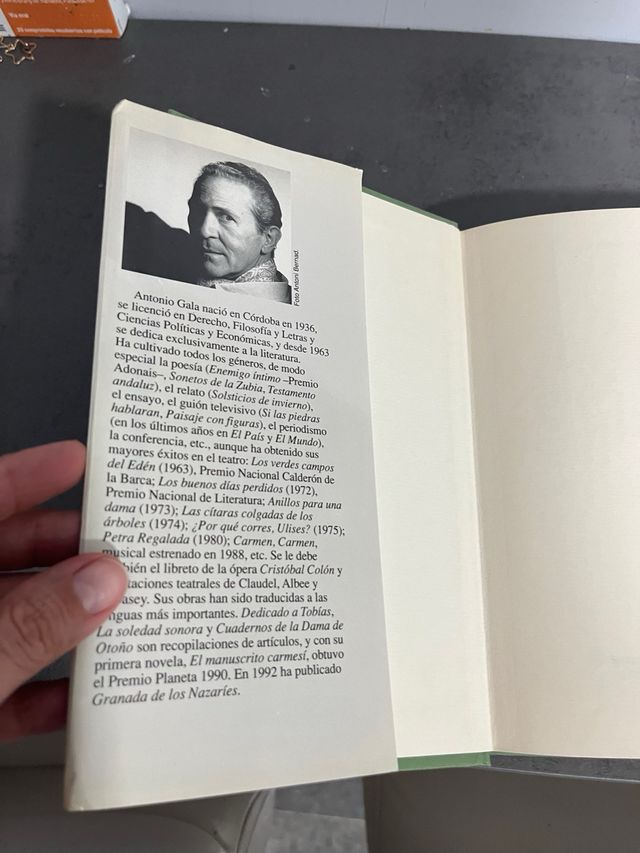 Vía oral
28 comprimidos recubiertos con película
Foto Antoni Bernad
Antonio Gala nació en Córdoba en 1936,
se licenció en Derecho, Filosofía y Letras y
Ciencias Políticas y Económicas, y desde 1963
se dedica exclusivamente a la literatura.
Ha cultivado todos los géneros, de modo
especial la poesía (Enemigo íntimo –Premio
Adonais–, Sonetos de la Zubia, Testamento
andaluz), el relato (Solsticios de invierno),
el ensayo, el guión televisivo (Si las piedras
hablaran, Paisaje con figuras), el periodismo
(en los últimos años en El País y El Mundo),
la conferencia, etc., aunque ha obtenido sus
mayores éxitos en el teatro: Los verdes campos
del Edén (1963), Premio Nacional Calderón de
la Barca; Los buenos días perdidos (1972),
Premio Nacional de Literatura; Anillos para una
dama (1973); Las cítaras colgadas de los
árboles (1974); ¿Por qué corres, Ulises? (1975);
Petra Regalada (1980); Carmen, Carmen,
musical estrenado en 1988, etc. Se le debe
bién el libreto de la ópera Cristóbal Colón y
taciones teatrales de Claudel, Albee y
asey. Sus obras han sido traducidas a las
nguas más importantes. Dedicado a Tobías,
La soledad sonora y Cuadernos de la Dama de
Otoño son recopilaciones de artículos, y con su
primera novela, El manuscrito carmesí, obtuvo
el Premio Planeta 1990. En 1992 ha publicado
Granada de los Nazaríes.